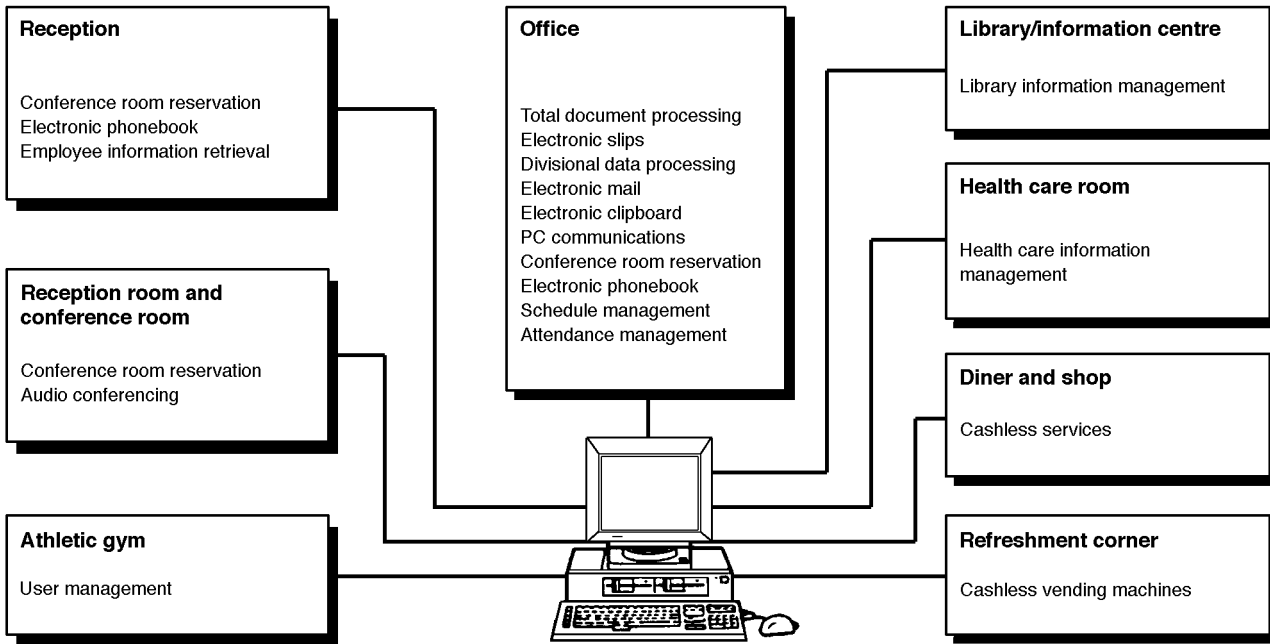 Reception
Conference room reservation
Electronic phonebook
Employee information retrieval
Reception room and
conference room
Conference room reservation
Audio conferencing
Athletic gym
User management
Office
Total document processing
Electronic slips
Divisional data processing
Electronic mail
Electronic clipboard
PC communications
Conference room reservation
Electronic phonebook
Schedule management
Attendance management
Library/information centre
Library information management
Health care room
Health care information
management
Diner and shop
Cashless services
Refreshment corner
Cashless vending machines